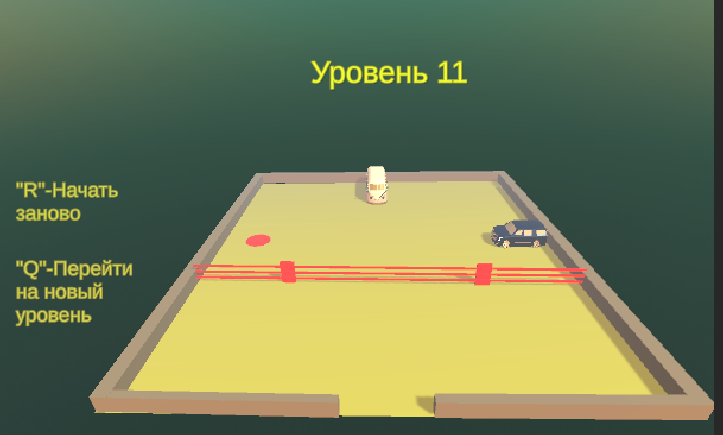 Уровень 11
"R"-Начать
заново
"Q"-Перейти
на новый
уровень